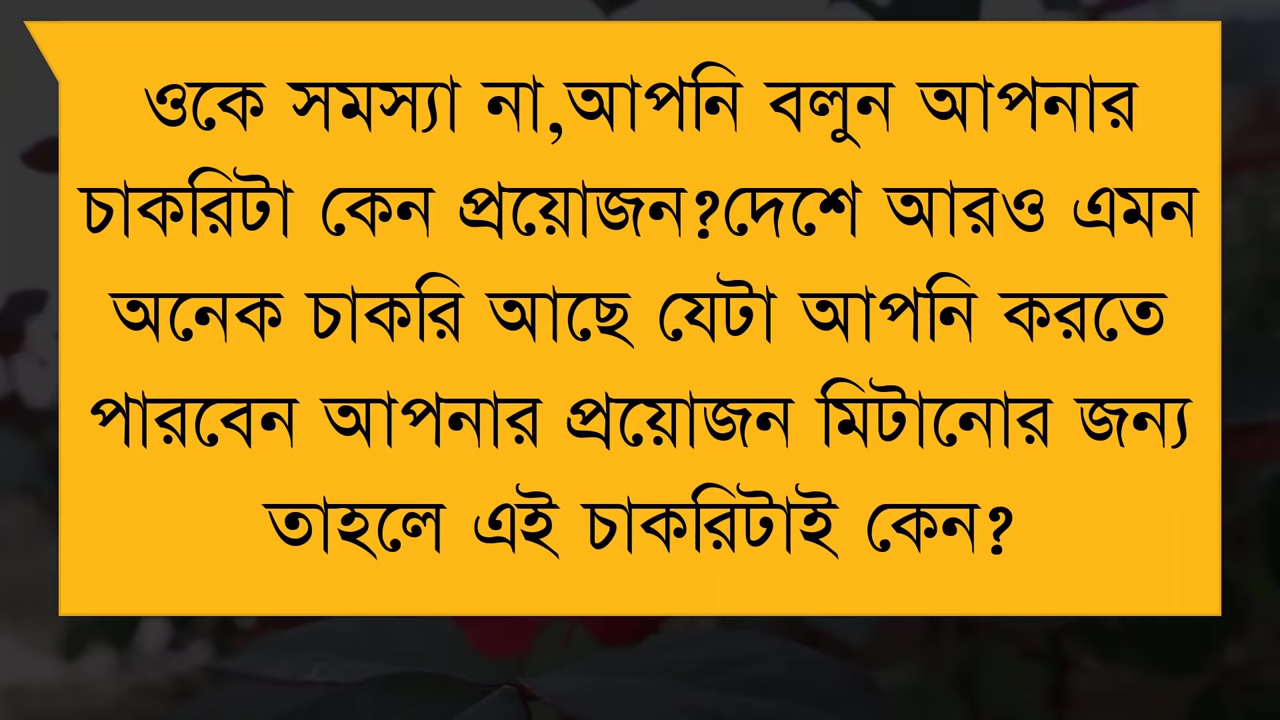 ওকে সমস্যা না,আপনি বলুন আপনার
চাকরিটা কেন প্রয়োজন?দেশে আরও এমন
অনেক চাকরি আছে যেটা আপনি করতে
পারবেন আপনার প্রয়োজন মিটানোর জন্য
তাহলে এই চাকরিটাই কেন?